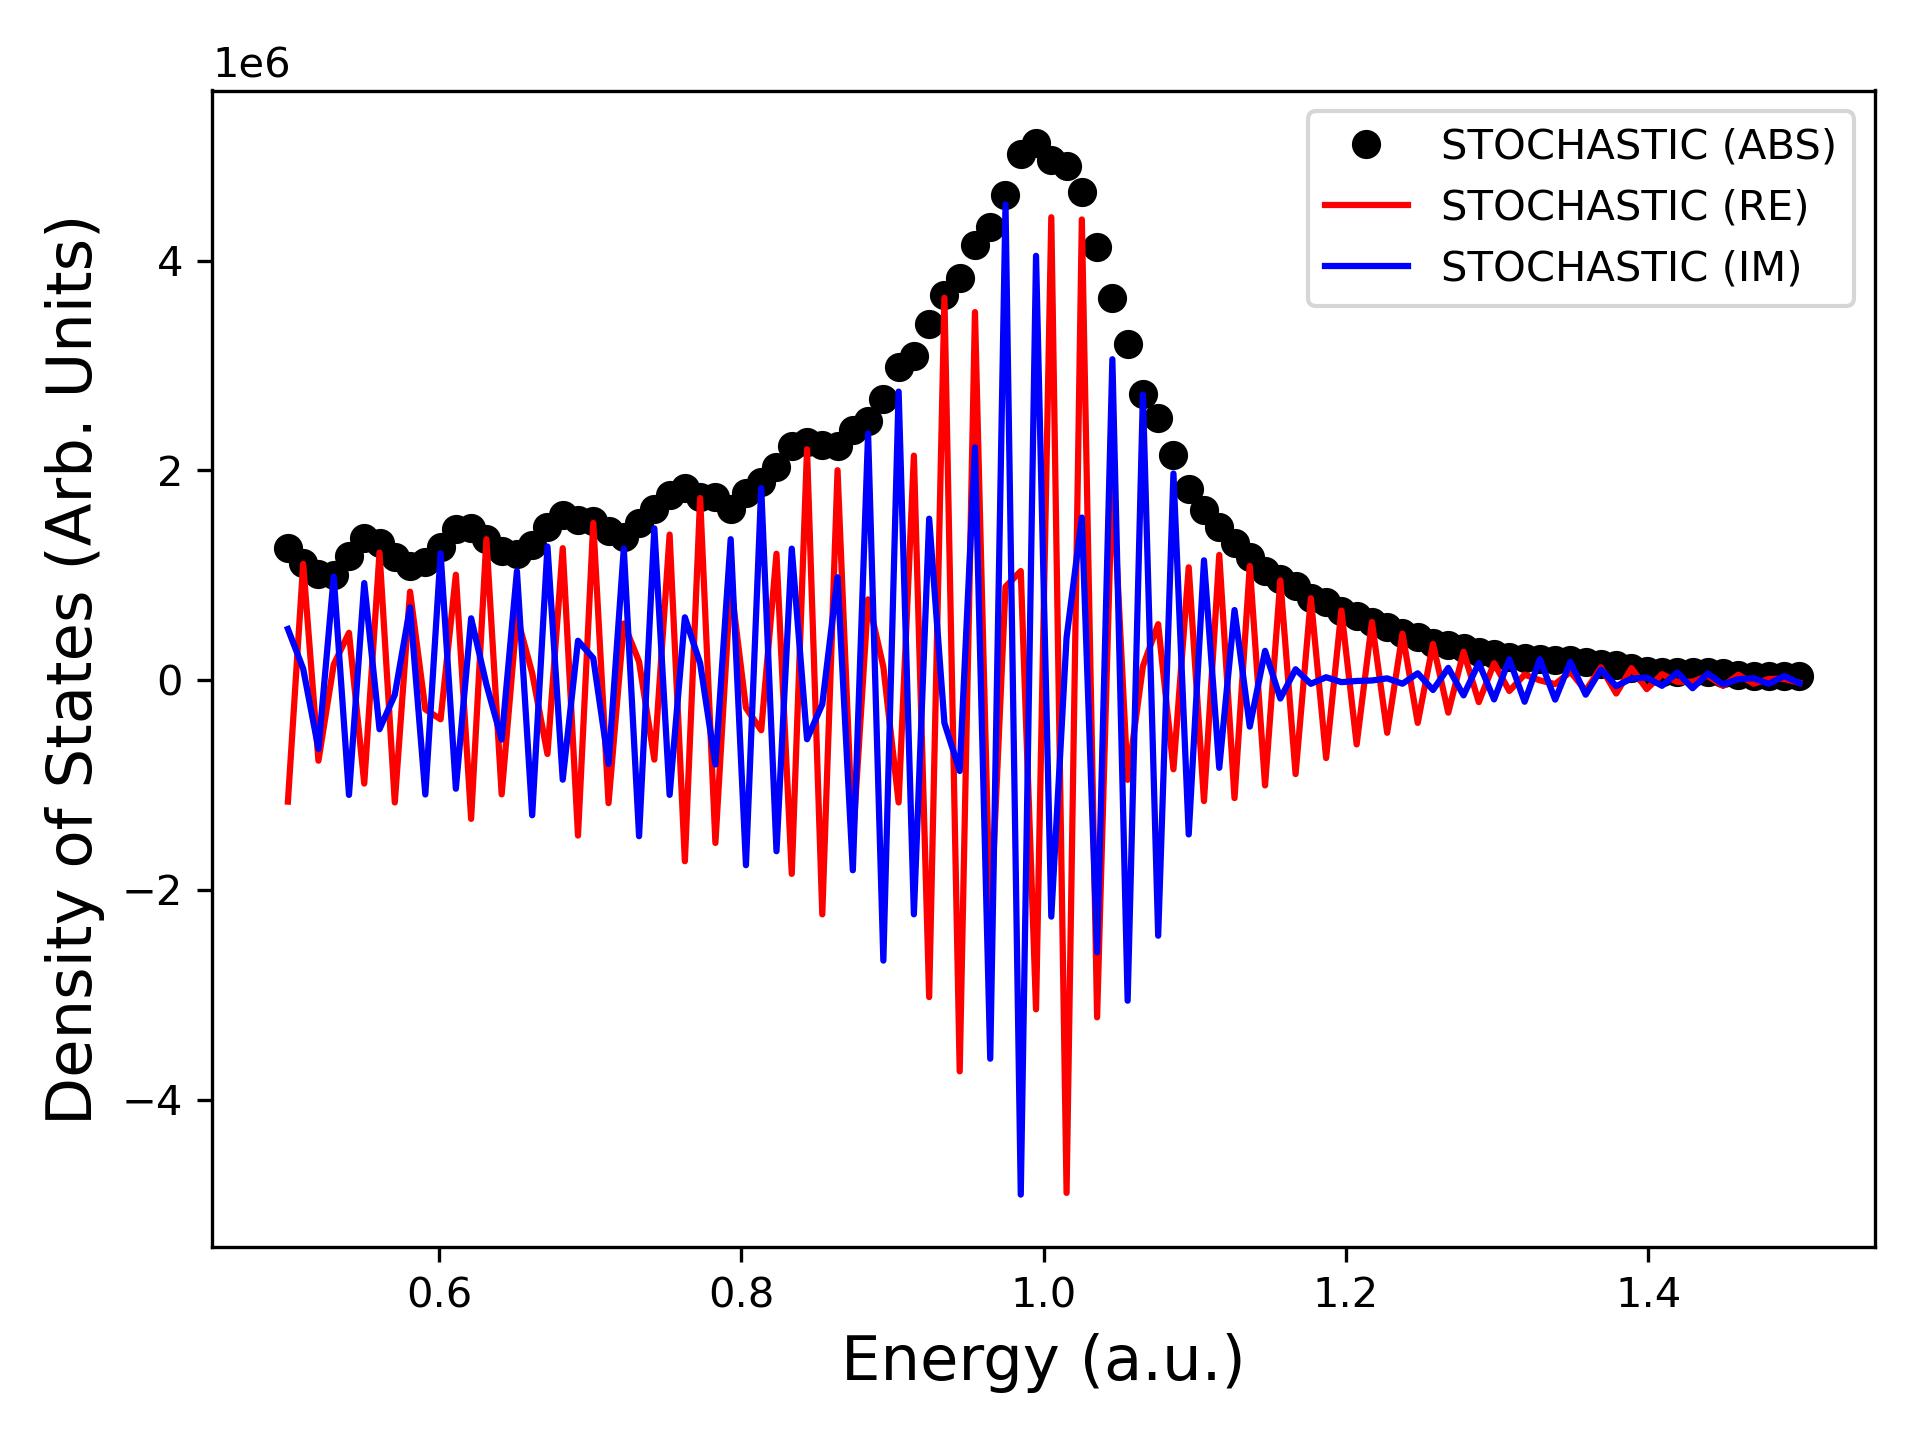 1e6
STOCHASTIC (ABS)
STOCHASTIC (RE)
STOCHASTIC (IM)
Density of States (Arb. Units)
4
2
0
−2
−4
0.6 0.8 1.0 1.2 1.4
Energy (a.u.)